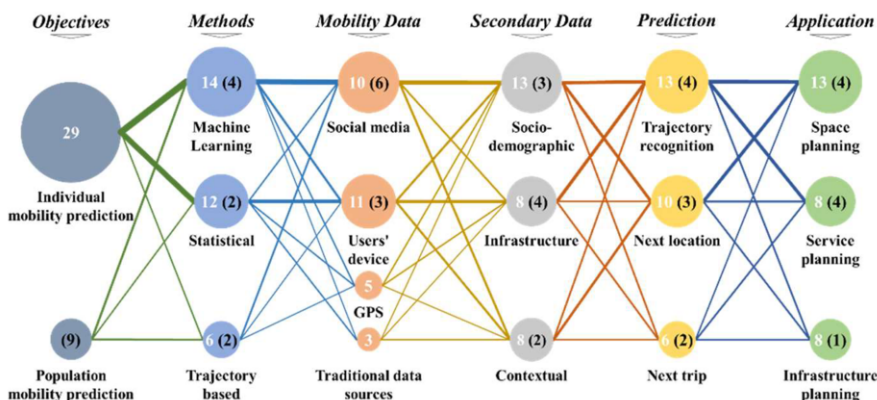 Objectives Methods Mobility Data Secondary Data Prediction Application
14 (4) 10 (6) 13 (3) 13 (4) 13 (4)
29
Machine Learning
Social media
Socio-demographic
Trajectory recognition
Space planning
Individual mobility prediction
12 (2) 11 (3) 8 (4) 10 (3) 8 (4)
Statistical
Users' device
Infrastructure
Next location
Service planning
5
GPS
(9) 6 (2) 3 8 (2) 6 (2) 8 (1)
Population mobility prediction
Trajectory based
Traditional data sources
Contextual
Next trip
Infrastructure planning